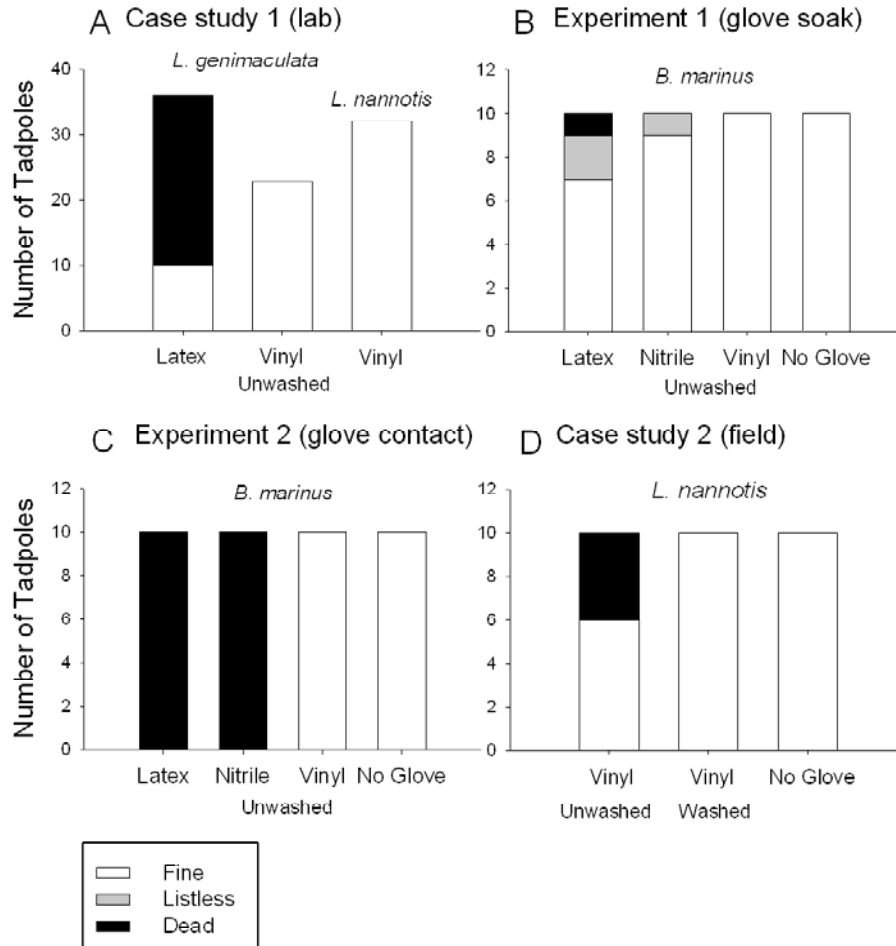 A Case study 1 (lab)
L. genimaculata
L. nannotis
Number of Tadpoles
40
30
20
10
0
Latex Vinyl Vinyl
Unwashed
B Experiment 1 (glove soak)
B. marinus
12
10
8
6
4
2
0
Latex Nitrile Vinyl No Glove
Unwashed
C Experiment 2 (glove contact)
B. marinus
Number of Tadpoles
12
10
8
6
4
2
0
Latex Nitrile Vinyl No Glove
Unwashed
D Case study 2 (field)
L. nannotis
12
10
8
6
4
2
0
Vinyl Vinyl No Glove
Unwashed Washed
Fine
Listless
Dead